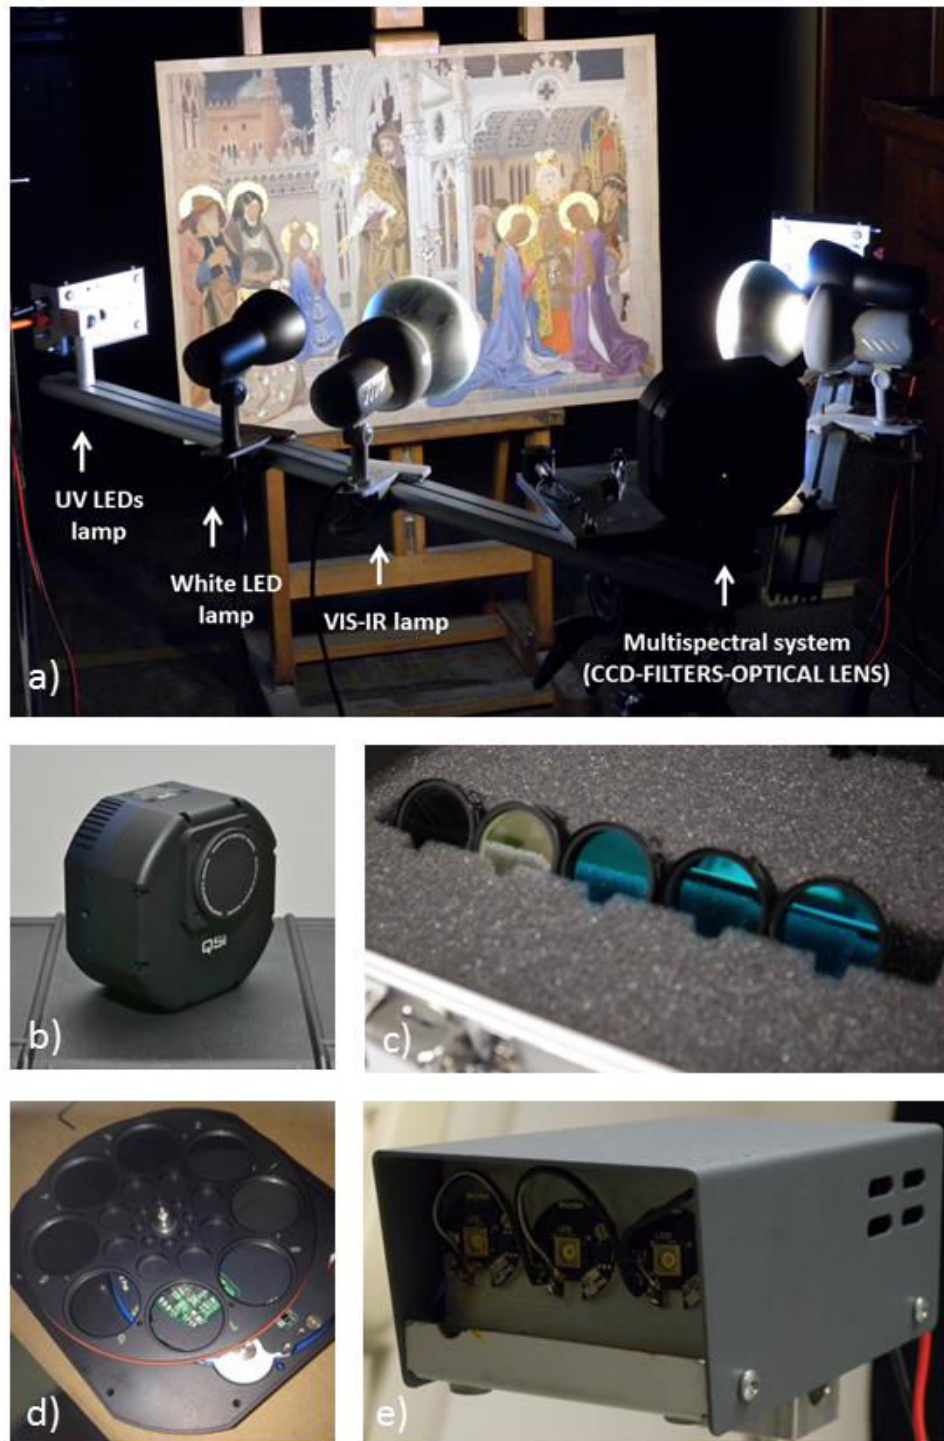 UV LEDs
lamp
White LED
lamp
VIS-IR lamp
Multispectral system
(CCD-FILTERS-OPTICAL LENS)
a)
QSI
b)
c)
d)
e)